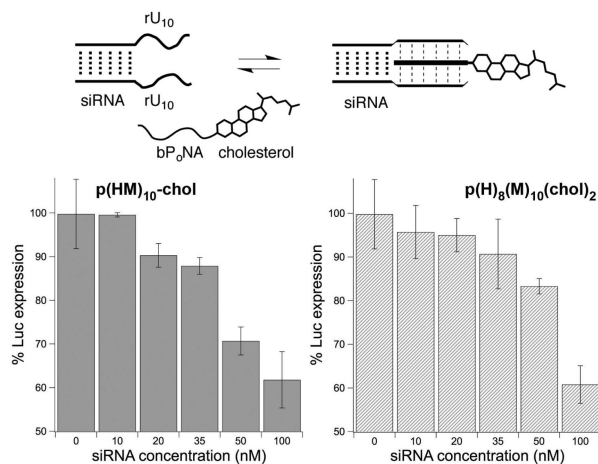 rU10
siRNA
rU10
bPoNA cholesterol
siRNA
p(HM)10-chol
% Luc expression
100
90
80
70
60
50
0 10 20 35 50 100
siRNA concentration (nM)
p(H)8(M)10(chol)2
% Luc expression
100
90
80
70
60
50
0 10 20 35 50 100
siRNA concentration (nM)